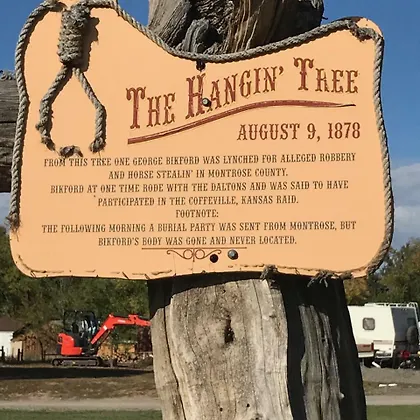 THE HANGIN' TREE
AUGUST 9, 1878
FROM THIS TREE ONE GEORGE BIKFORD WAS LYNCHED FOR ALLEGED ROBBERY
AND HORSE STEALIN' IN MONTROSE COUNTY.
BIKFORD AT ONE TIME RODE WITH THE DALTONS AND WAS SAID TO HAVE
PARTICIPATED IN THE COFFEVILLE, KANSAS RAID.
FOOTNOTE:
THE FOLLOWING MORNING A BURIAL PARTY WAS SENT FROM MONTROSE, BUT
BIKFORD'S BODY WAS GONE AND NEVER LOCATED.